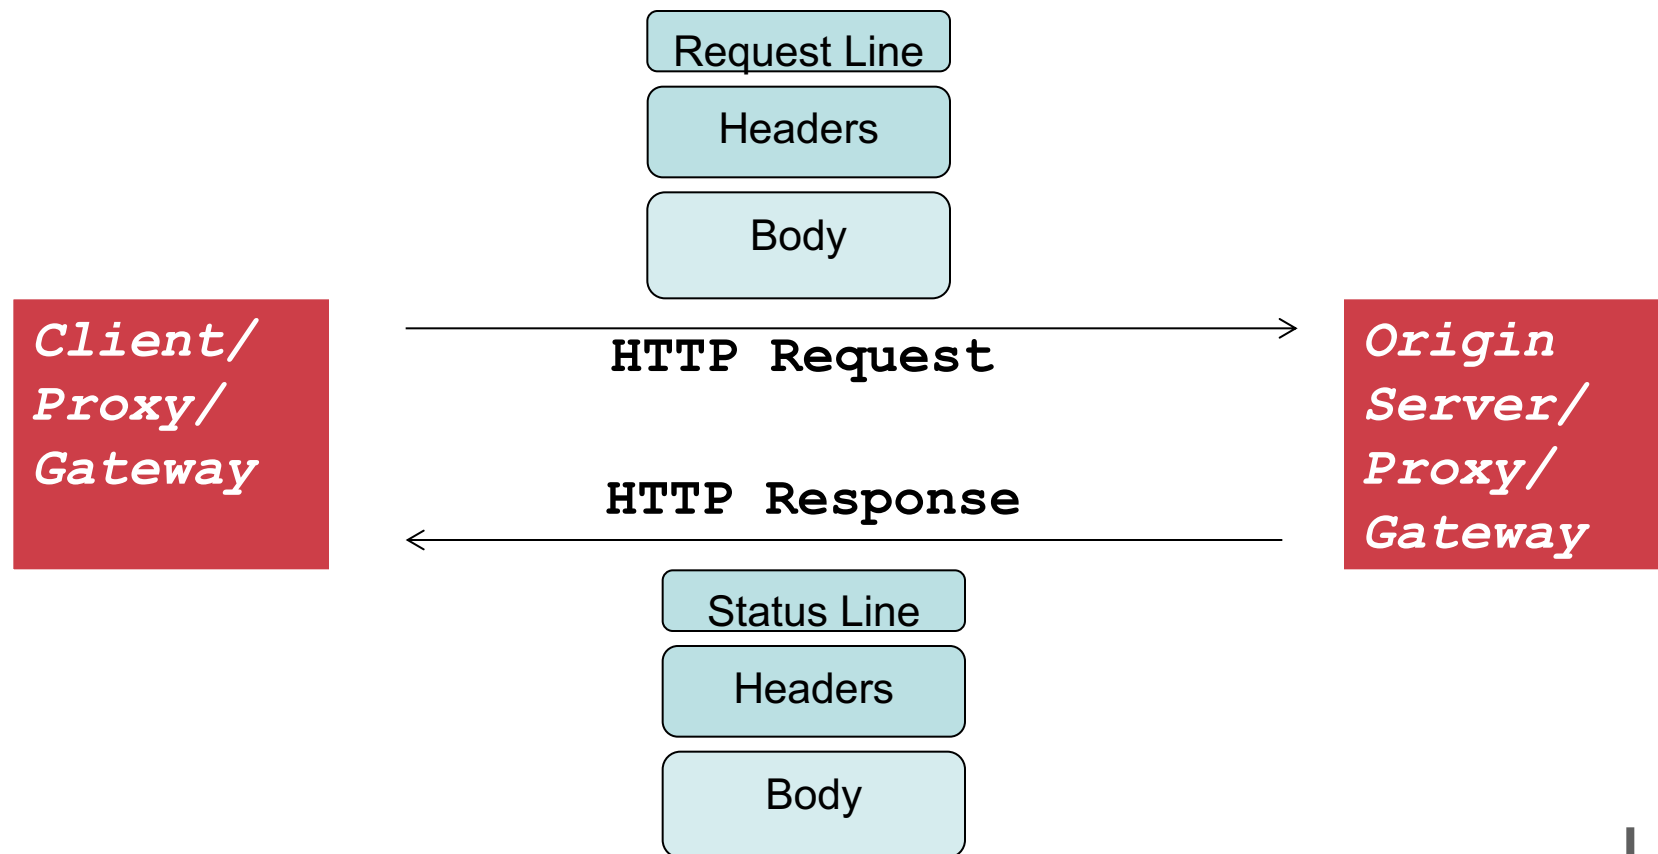 Request Line
Headers
Body
Client/
Proxy/
Gateway
HTTP Request
HTTP Response
Origin
Server/
Proxy/
Gateway
Status Line
Headers
Body